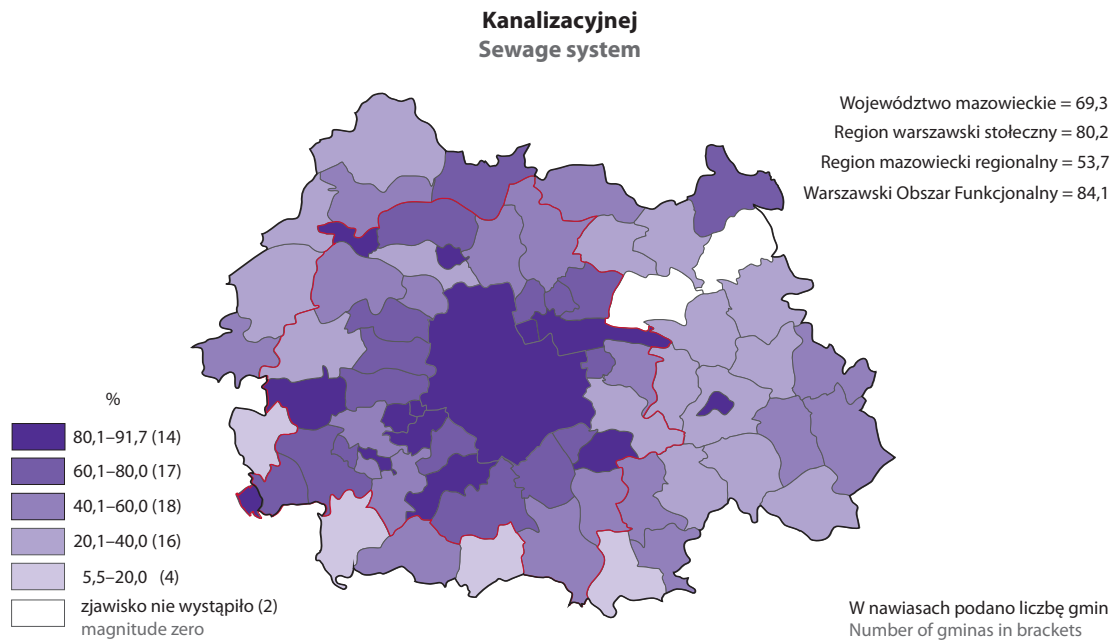 Kanalizacyjnej
Sewage system
Województwo mazowieckie = 69,3
Region warszawski stołeczny = 80,2
Region mazowiecki regionalny = 53,7
Warszawski Obszar Funkcjonalny = 84,1
%
80,1–91,7 (14)
60,1–80,0 (17)
40,1–60,0 (18)
20,1–40,0 (16)
5,5–20,0 (4)
zjawisko nie wystąpiło (2)
magnitude zero
W nawiasach podano liczbę gmin
Number of gminas in brackets